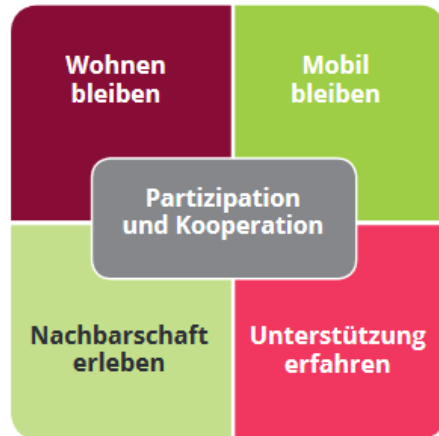 Wohnen
bleiben
Mobil
bleiben
Partizipation
und Kooperation
Nachbarschaft
erleben
Unterstützung
erfahren